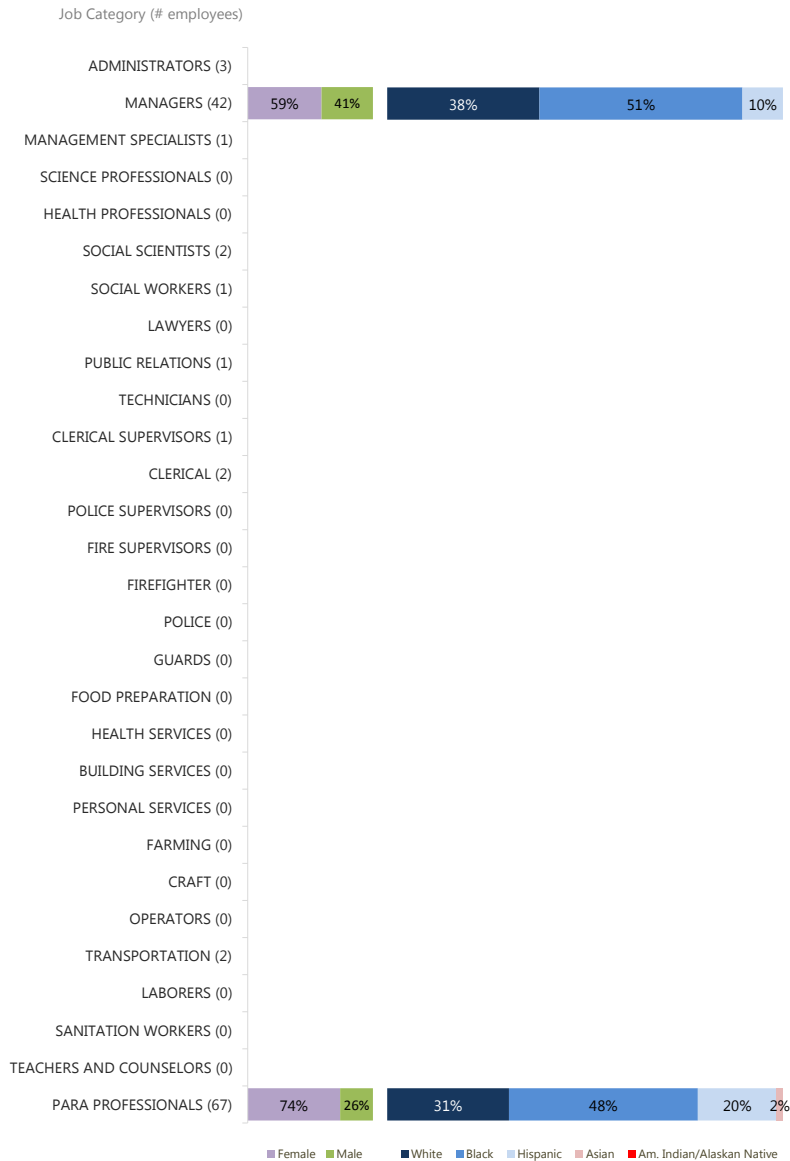 Job Category (# employees)
ADMINISTRATORS (3)
MANAGERS (42) 59% 41% 38% 51% 10%
MANAGEMENT SPECIALISTS (1)
SCIENCE PROFESSIONALS (0)
HEALTH PROFESSIONALS (0)
SOCIAL SCIENTISTS (2)
SOCIAL WORKERS (1)
LAWYERS (0)
PUBLIC RELATIONS (1)
TECHNICIANS (0)
CLERICAL SUPERVISORS (1)
CLERICAL (2)
POLICE SUPERVISORS (0)
FIRE SUPERVISORS (0)
FIREFIGHTER (0)
POLICE (0)
GUARDS (0)
FOOD PREPARATION (0)
HEALTH SERVICES (0)
BUILDING SERVICES (0)
PERSONAL SERVICES (0)
FARMING (0)
CRAFT (0)
OPERATORS (0)
TRANSPORTATION (2)
LABORERS (0)
SANITATION WORKERS (0)
TEACHERS AND COUNSELORS (0)
PARA PROFESSIONALS (67) 74% 26% 31% 48% 20% 2%
Female Male White Black Hispanic Asian Am. Indian/Alaskan Native